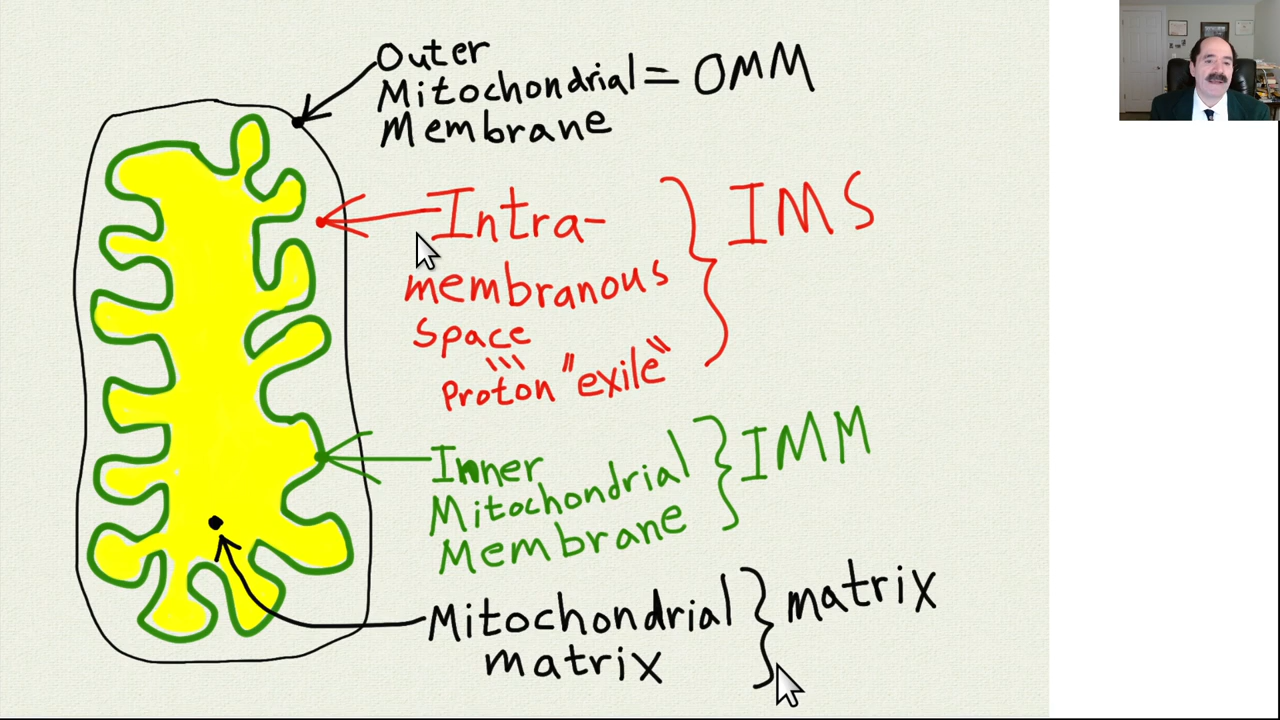 Outer
Mitochondrial = OMM
Membrane
Intra-
membranous
space
Proton "exile"
IMS
Inner
Mitochondrial
Membrane
IMM
Mitochondrial
matrix
matrix